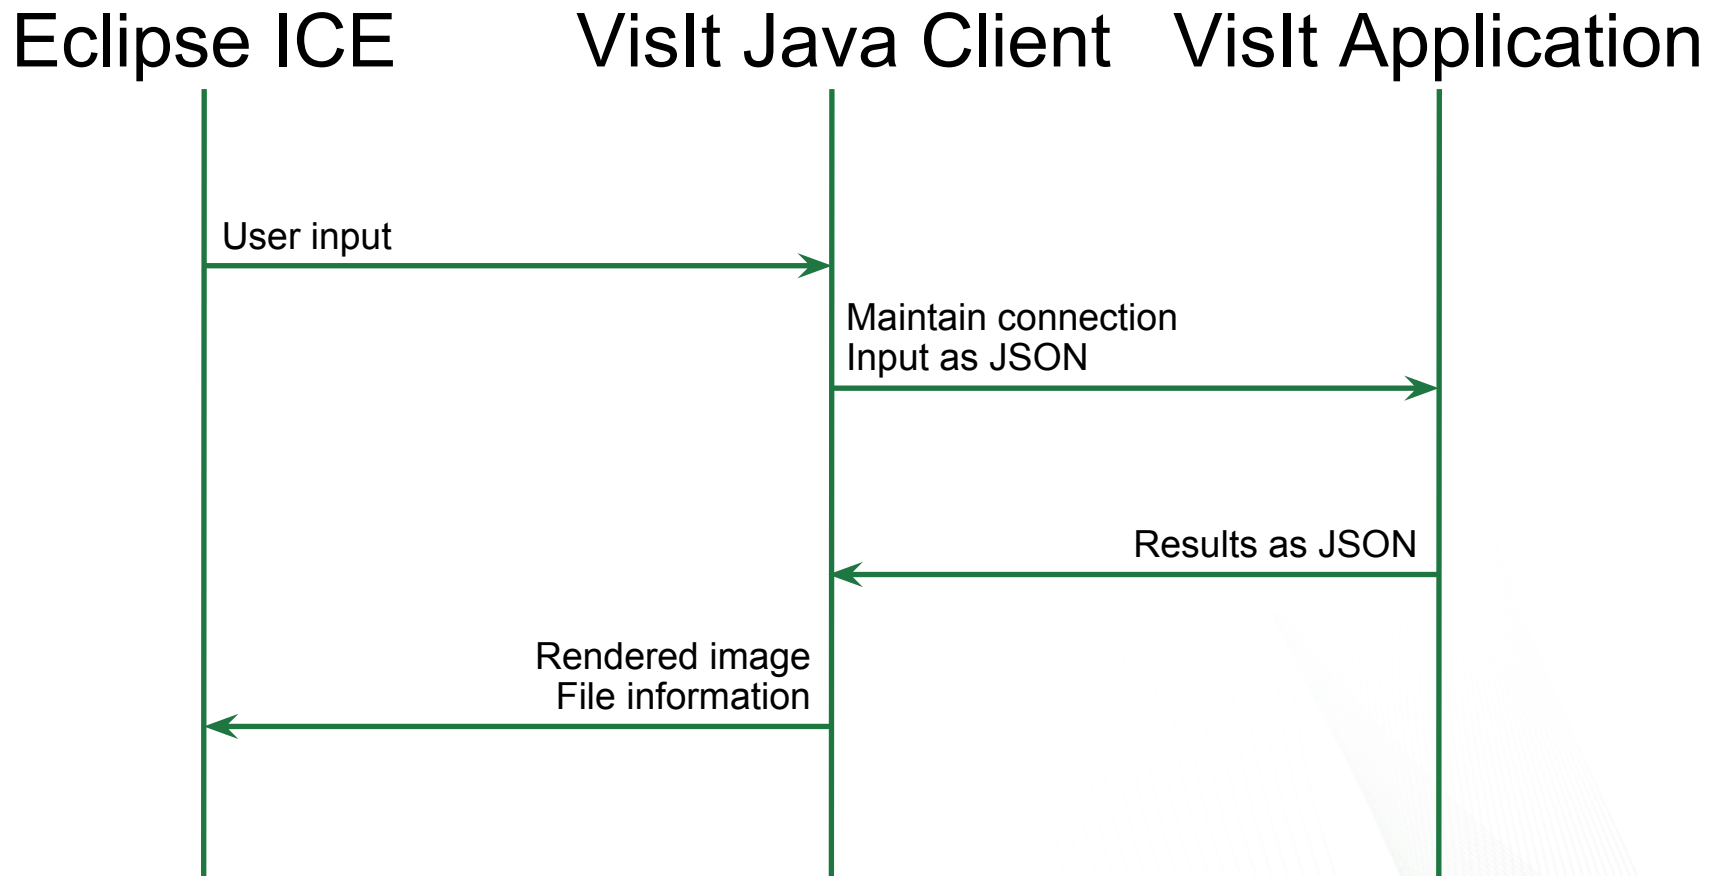 Eclipse ICE
VisIt Java Client
VisIt Application
User input
Maintain connection
Input as JSON
Results as JSON
Rendered image
File information